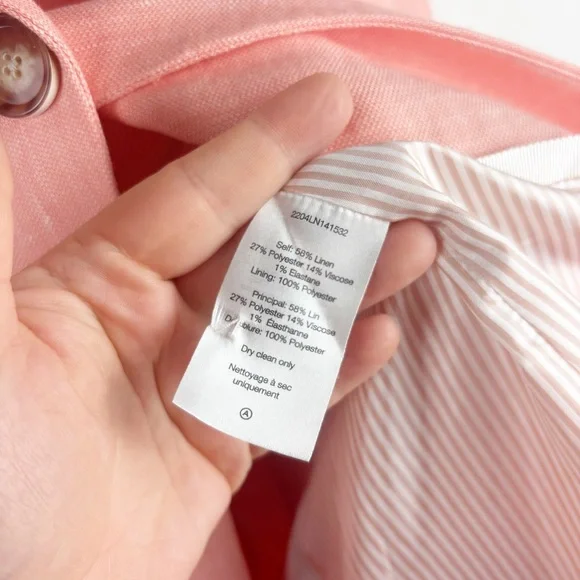 2204LN141532
Self: 58% Linen
27% Polyester 14% Viscose
1% Elastane
Lining: 100% Polyester
Principal: 58% Lin
27% Polyester 14% Viscose
1% Élasthanne
Doublure: 100% Polyester
Dry clean only
Nettoyage à sec
uniquement
A